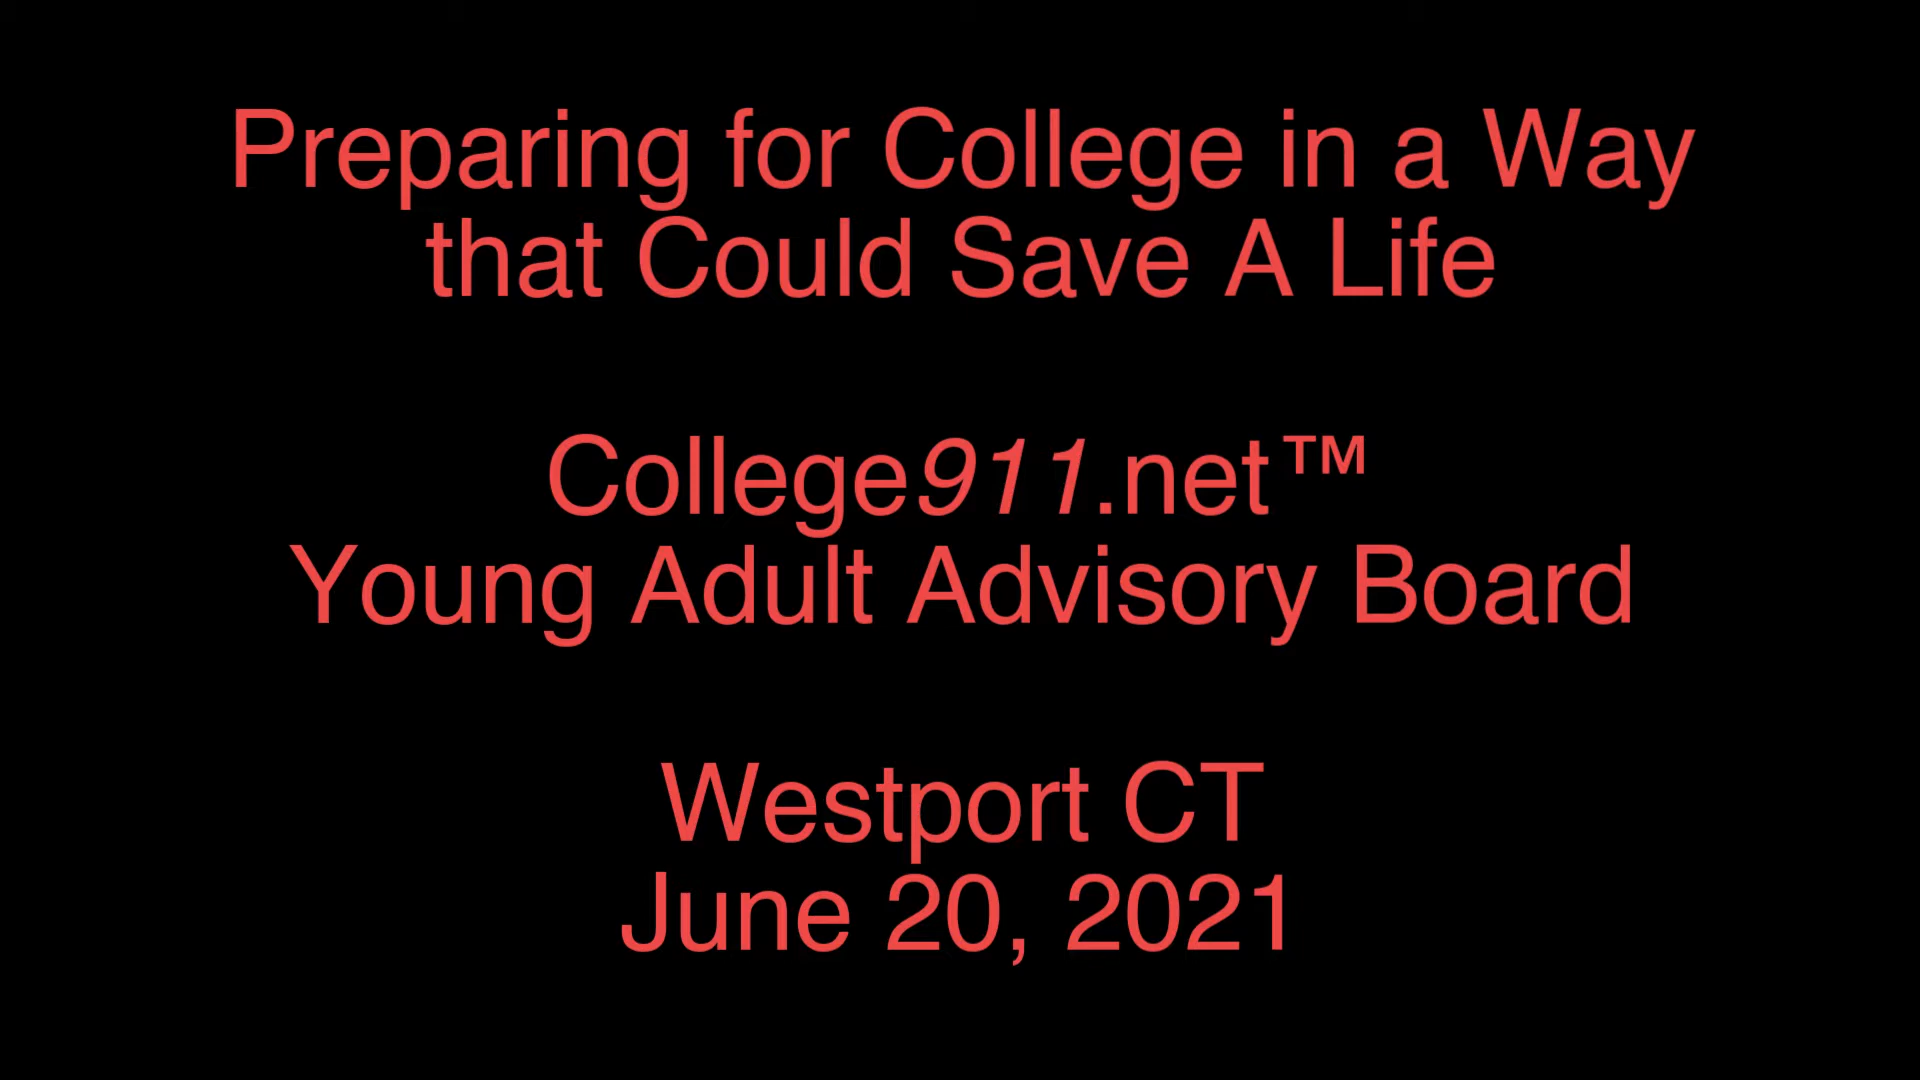 Preparing for College in a Way
that Could Save A Life
College911.net™
Young Adult Advisory Board
Westport CT
June 20, 2021